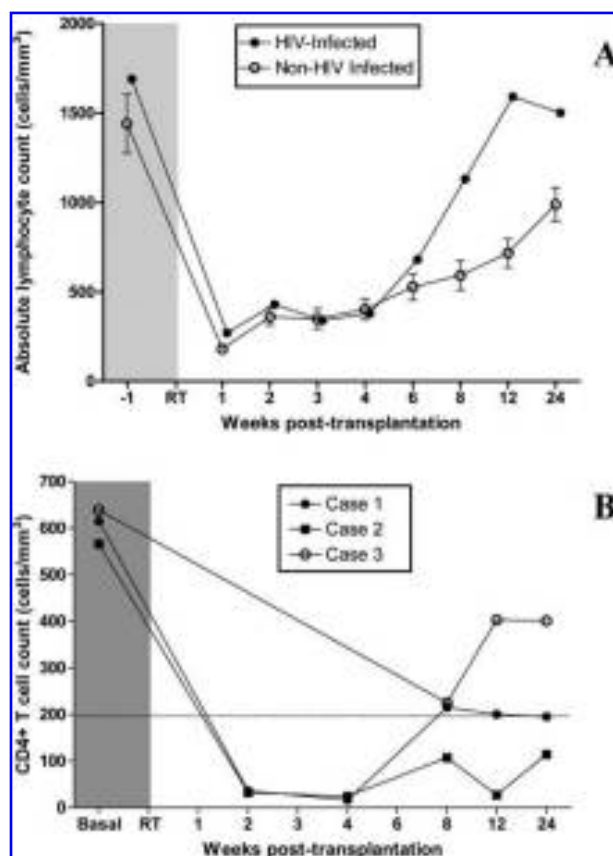 2000
1500
1000
500
0
Absolute lymphocyte count (cells/mm³)
HIV-Infected
Non-HIV Infected
A
-1 RT 1 2 3 4 6 8 12 24
Weeks post-transplantation
700
600
500
400
300
200
100
0
CD4+ T cell count (cells/mm³)
Case 1
Case 2
Case 3
B
Basal RT 1 2 3 4 6 8 12 24
Weeks post-transplantation